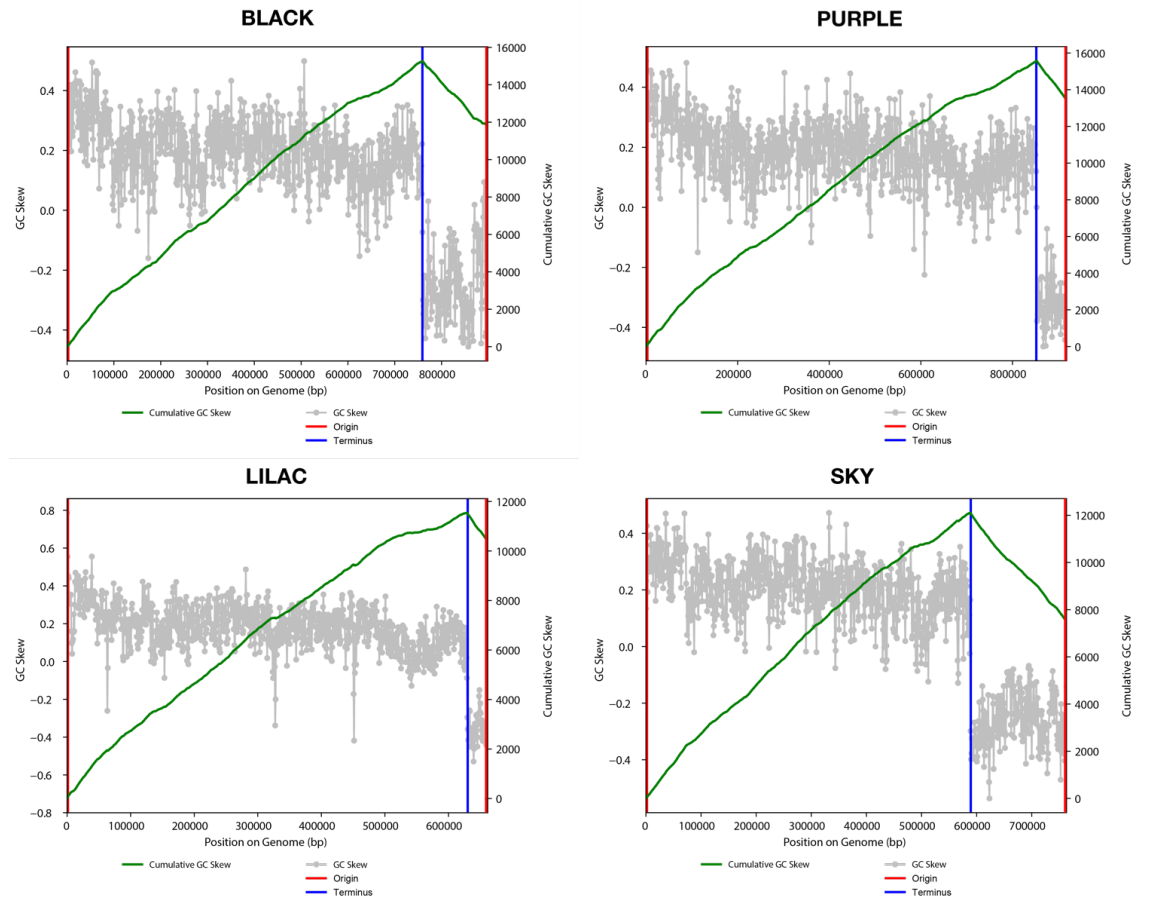 BLACK
0.4
0.2
0.0
−0.2
−0.4
GC Skew
16000
14000
12000
10000
8000
6000
4000
2000
0
Cumulative GC Skew
0 100000 200000 300000 400000 500000 600000 700000 800000
Position on Genome (bp)
Cumulative GC Skew
GC Skew
Origin
Terminus
PURPLE
0.4
0.2
0.0
−0.2
−0.4
GC Skew
16000
14000
12000
10000
8000
6000
4000
2000
0
Cumulative GC Skew
0 200000 400000 600000 800000
Position on Genome (bp)
Cumulative GC Skew
GC Skew
Origin
Terminus
LILAC
0.8
0.6
0.4
0.2
0.0
−0.2
−0.4
−0.6
−0.8
GC Skew
12000
10000
8000
6000
4000
2000
0
Cumulative GC Skew
0 100000 200000 300000 400000 500000 600000
Position on Genome (bp)
Cumulative GC Skew
GC Skew
Origin
Terminus
SKY
0.4
0.2
0.0
−0.2
−0.4
GC Skew
12000
10000
8000
6000
4000
2000
0
Cumulative GC Skew
0 100000 200000 300000 400000 500000 600000 700000
Position on Genome (bp)
Cumulative GC Skew
GC Skew
Origin
Terminus